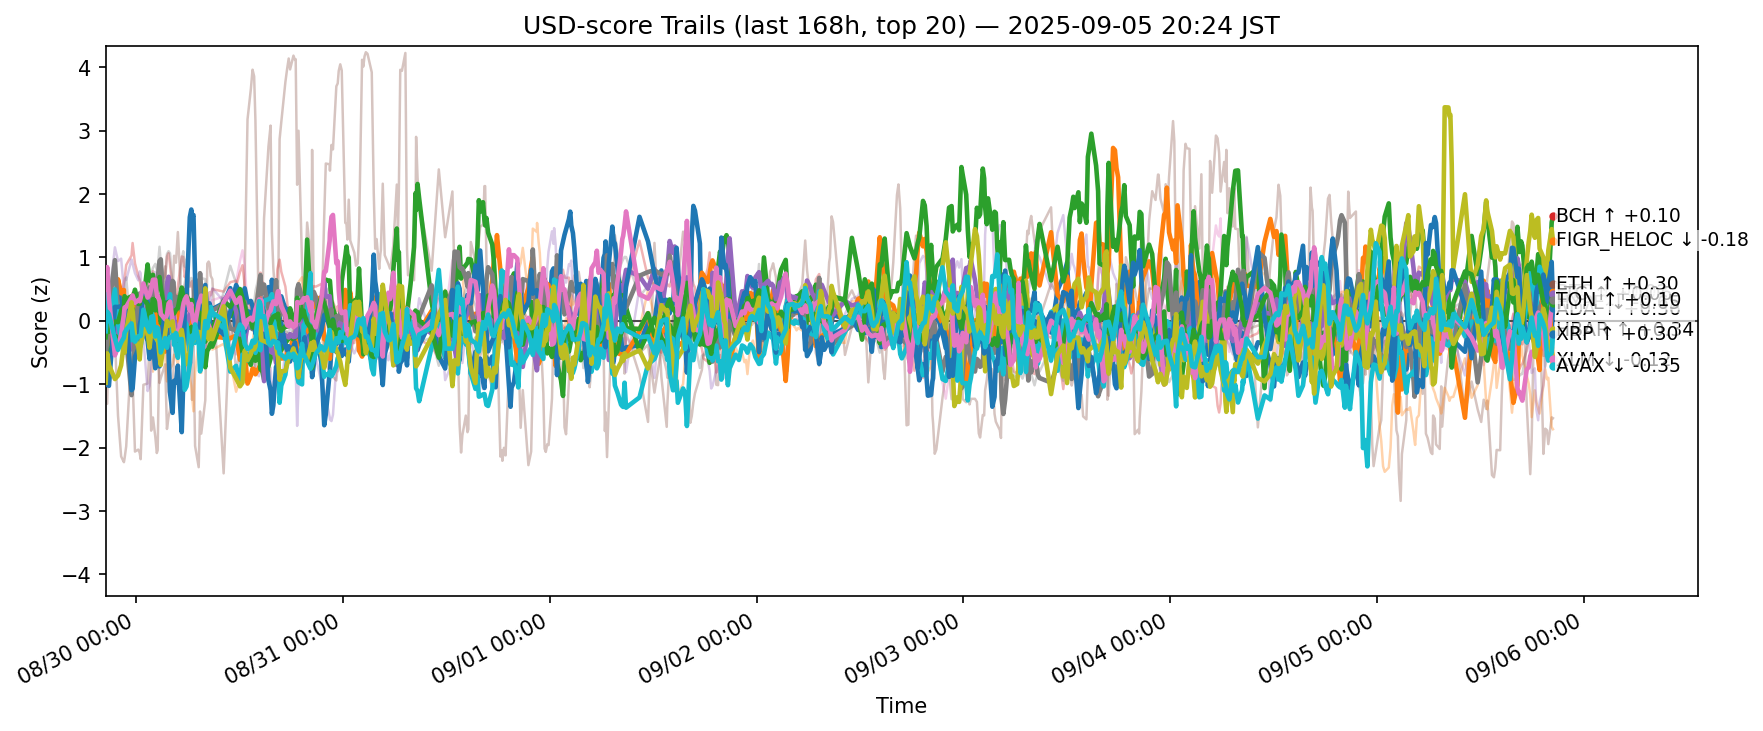 USD-score Trails (last 168h, top 20) — 2025-09-05 20:24 JST
Score (z)
4
3
2
1
0
−1
−2
−3
−4
BCH ↑ +0.10
FIGR_HELOC ↓ -0.18
ETH ↑ +0.30
TON ↑ +0.10
XRP ↑ +0.30
AVAX ↓ -0.35
08/30 00:00
08/31 00:00
09/01 00:00
09/02 00:00
09/03 00:00
09/04 00:00
09/05 00:00
09/06 00:00
Time